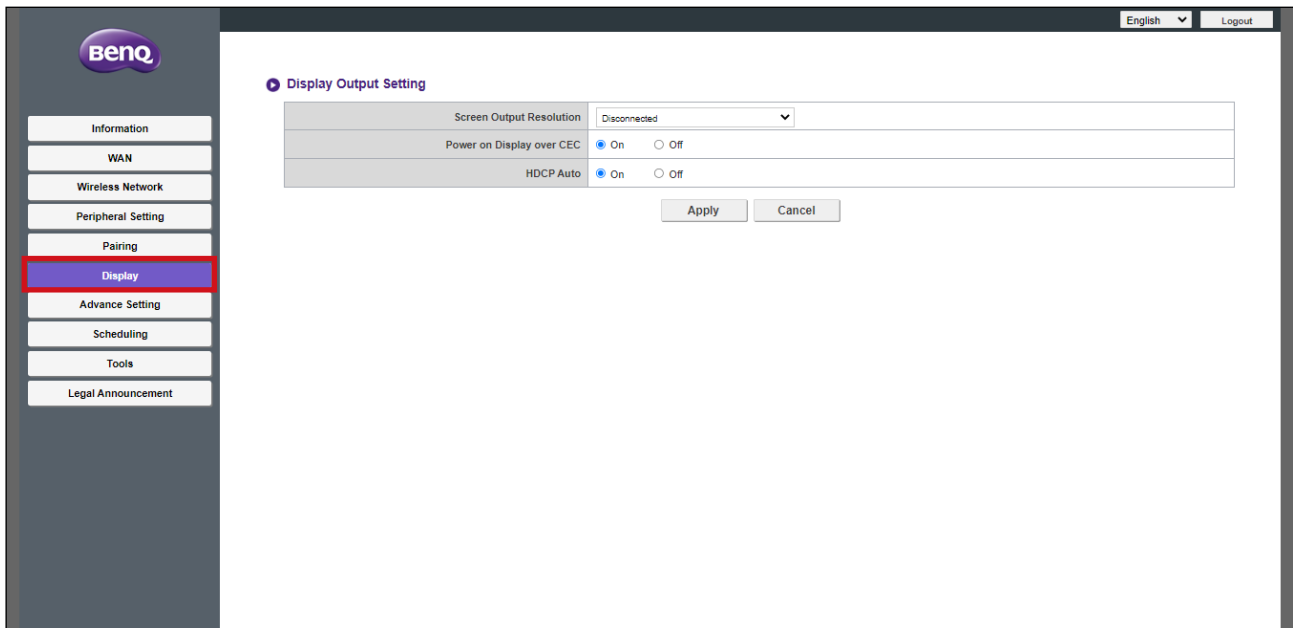 English Logout
BenQ
Display Output Setting
Screen Output Resolution Disconnected
Power on Display over CEC On Off
HDCP Auto On Off
Apply Cancel
Information
WAN
Wireless Network
Peripheral Setting
Pairing
Display
Advance Setting
Scheduling
Tools
Legal Announcement